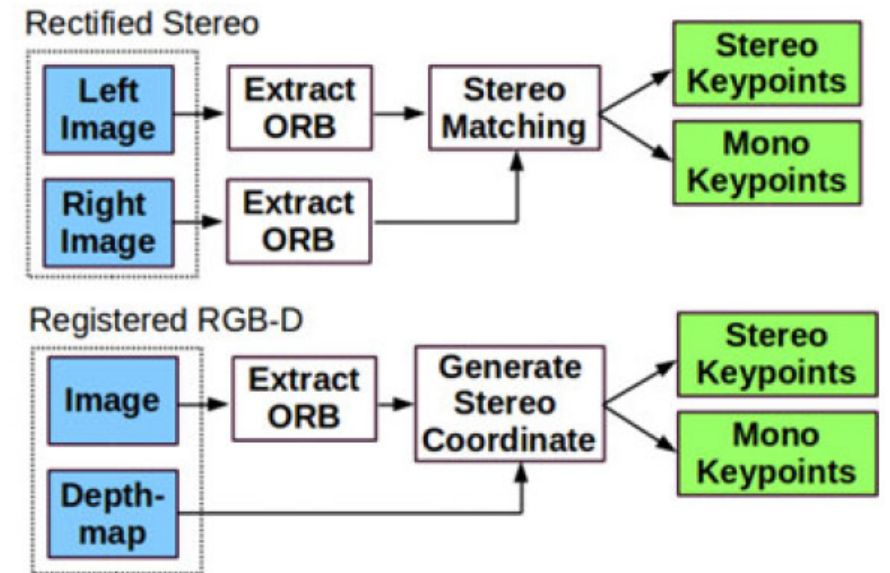 Rectified Stereo
Left
Image
Extract
ORB
Stereo
Matching
Stereo
Keypoints
Mono
Keypoints
Right
Image
Extract
ORB
Registered RGB-D
Image
Extract
ORB
Generate
Stereo
Coordinate
Stereo
Keypoints
Mono
Keypoints
Depth-
map